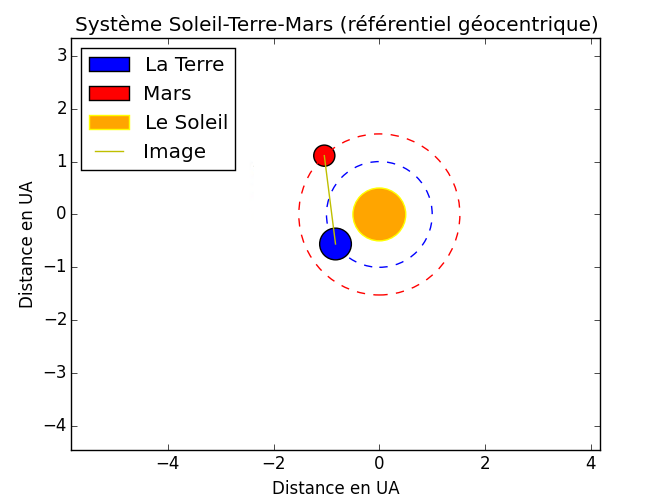 Système Soleil-Terre-Mars (référentiel géocentrique)
La Terre
Mars
Le Soleil
Image
Distance en UA
3
2
1
0
−1
−2
−3
−4
−4
−2
0
2
4
Distance en UA